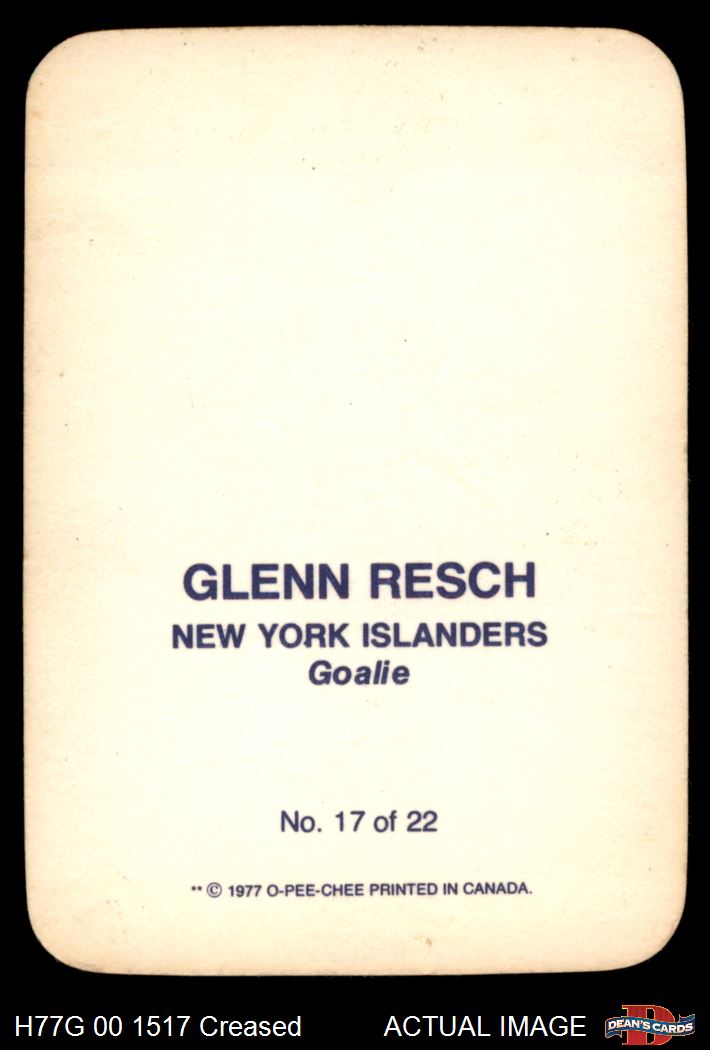 GLENN RESCH
NEW YORK ISLANDERS
Goalie
No. 17 of 22
** © 1977 O-PEE-CHEE PRINTED IN CANADA.
H77G 00 1517 Creased
ACTUAL IMAGE
D
DEAN'S CARDS